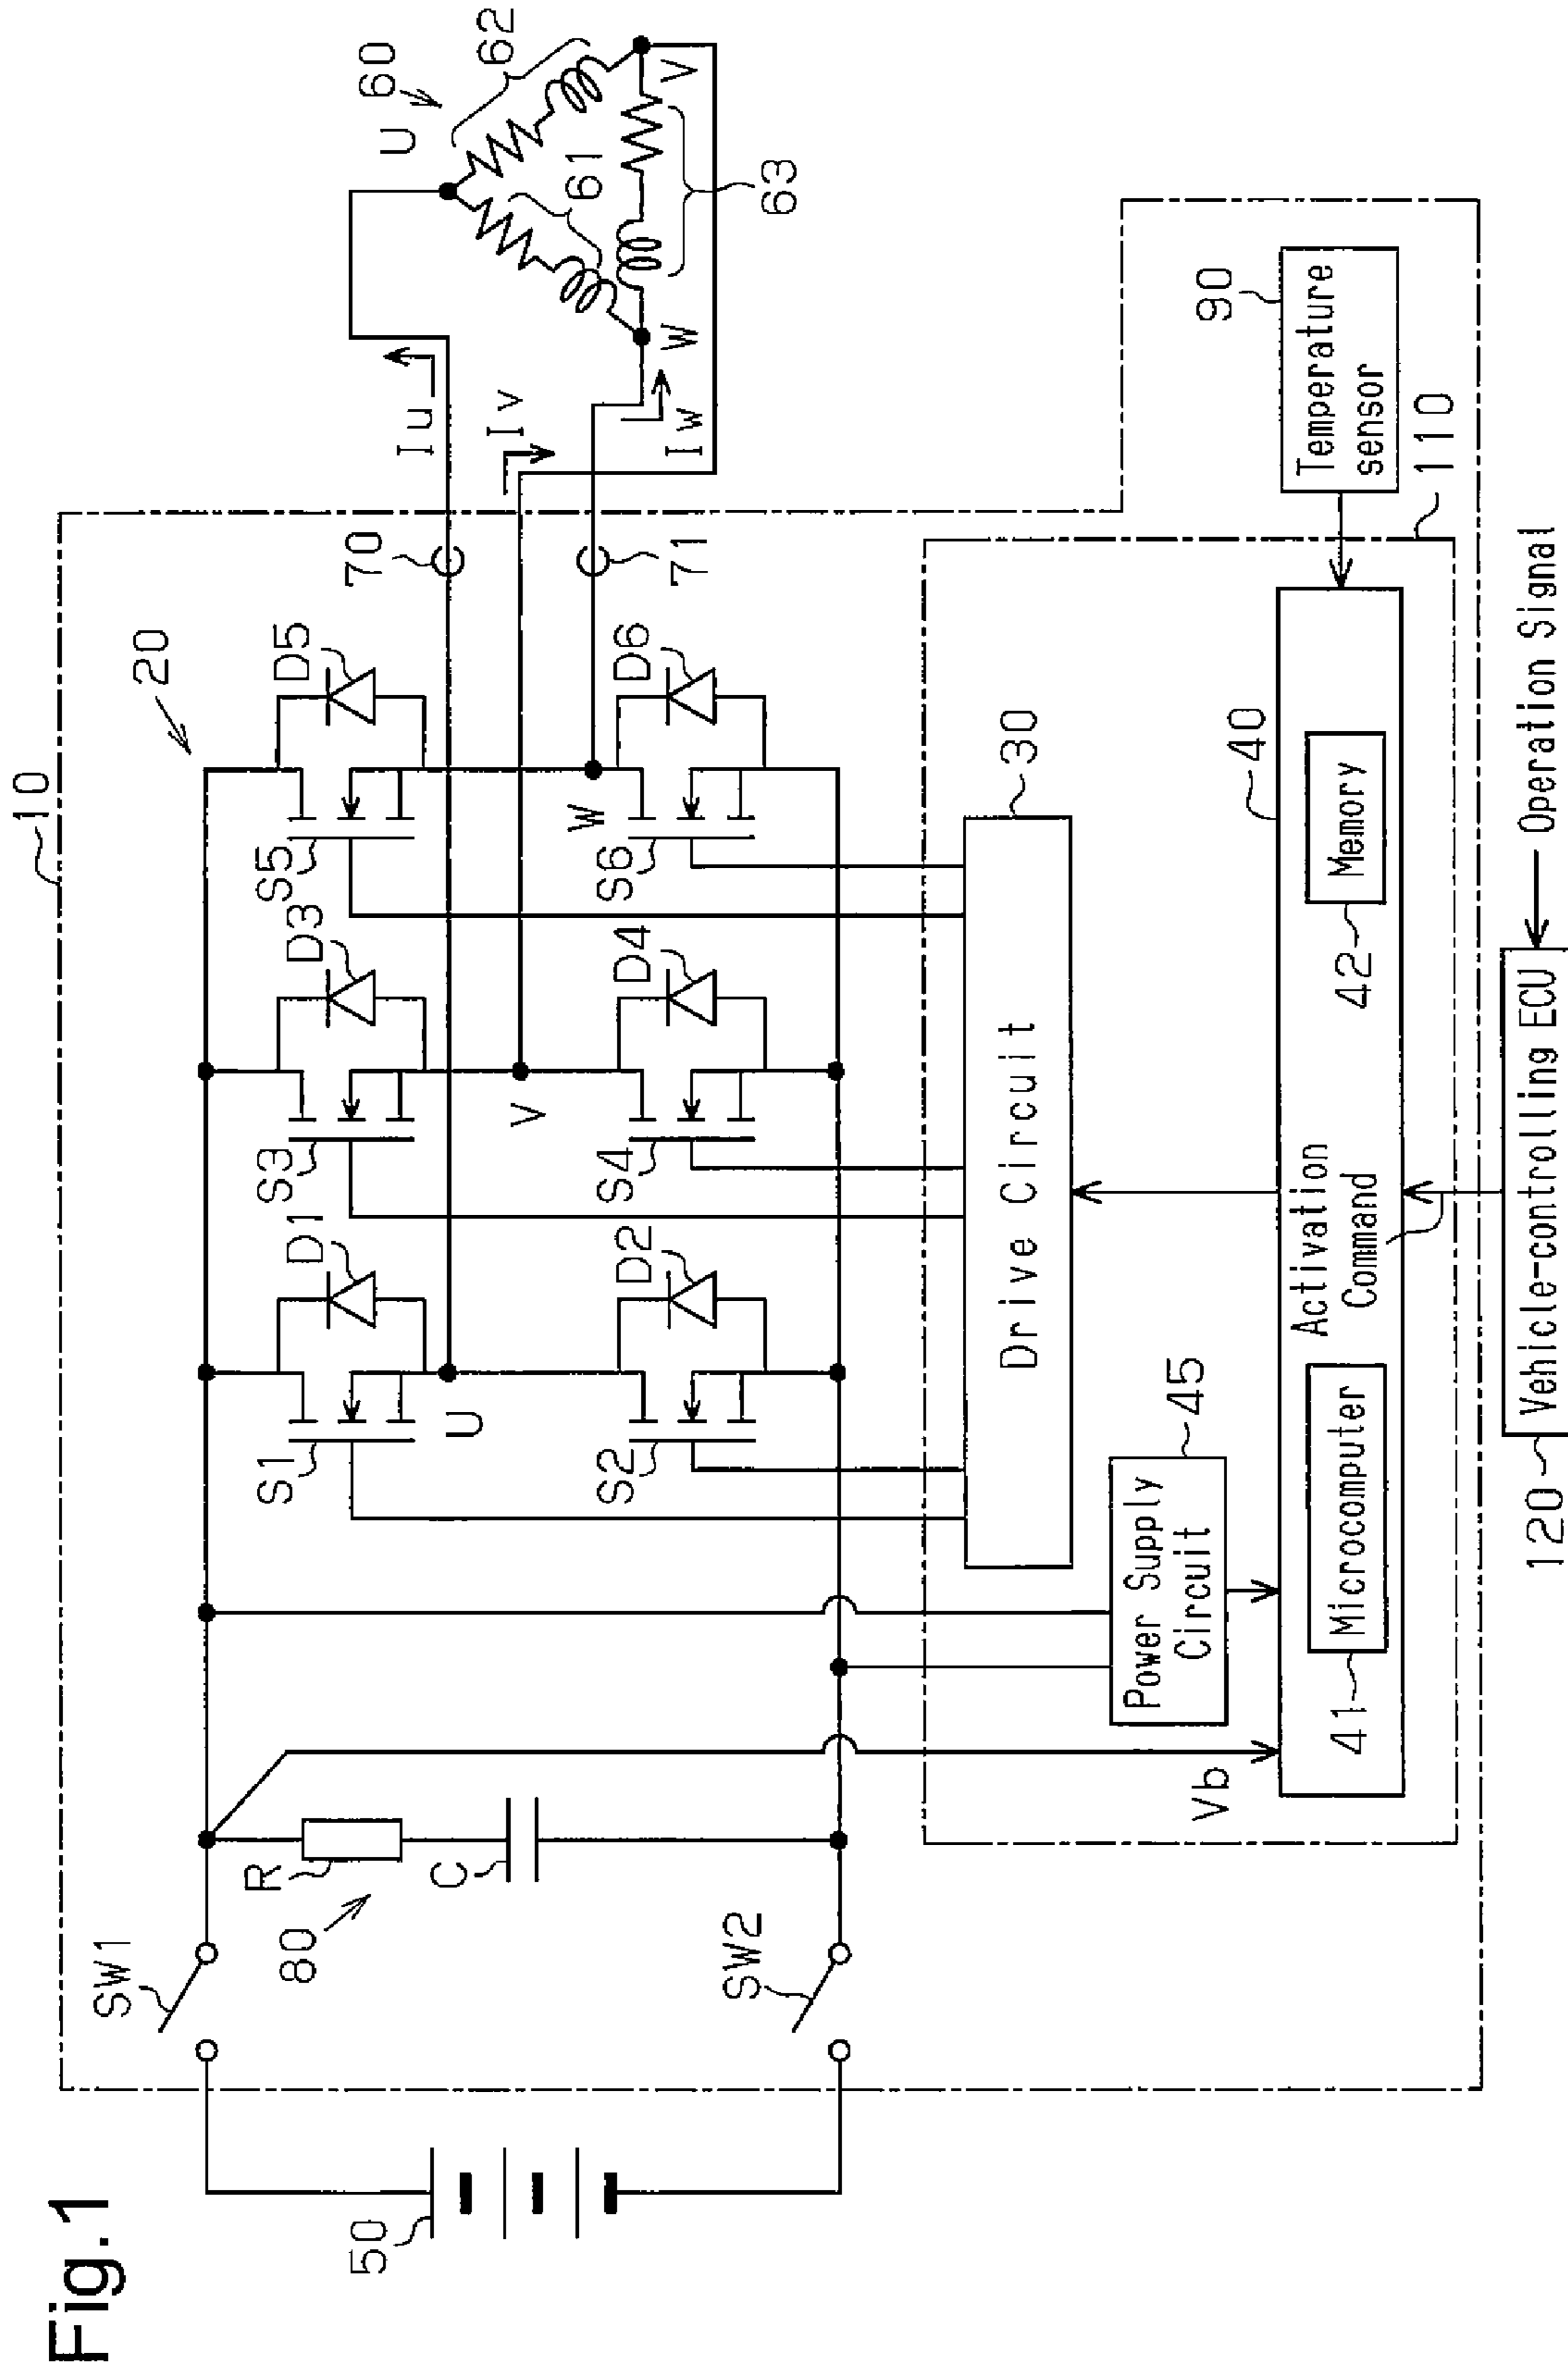 Fig.1
10
20
SW1
R
80
C
SW2
50
S1
D1
S3
D3
S5
D5
U
V
W
S2
D2
S4
D4
S6
D6
70
71
Iu
Iv
Iw
60
U
62
61
V
W
63
30
Drive Circuit
45
Power Supply
Circuit
Vb
40
41
Microcomputer
Activation
Command
42
Memory
90
Temperature
sensor
110
120
Vehicle-controlling ECU
Operation Signal